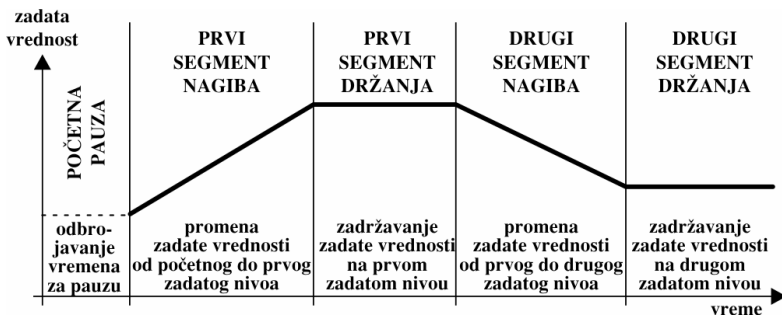 zadata
vrednost
POČETNA
PAUZA
PRVI
SEGMENT
NAGIBA
PRVI
SEGMENT
DRŽANJA
DRUGI
SEGMENT
NAGIBA
DRUGI
SEGMENT
DRŽANJA
odbro-
javanje
vremena
za pauzu
promena
zadate vrednosti
od početnog do prvog
zadatog nivoa
zadržavanje
zadate vrednosti
na prvom
zadatom nivou
promena
zadate vrednosti
od prvog do drugog
zadatog nivoa
zadržavanje
zadate vrednosti
na drugom
zadatom nivou
vreme